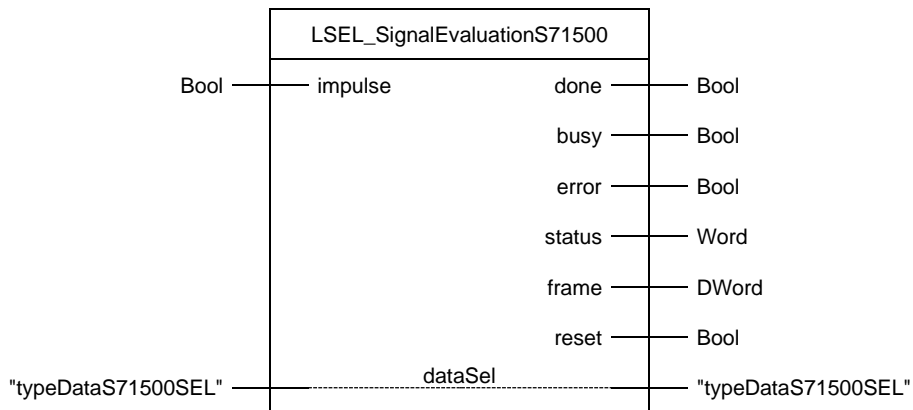 LSEL_SignalEvaluationS71500
Bool impulse done Bool
busy Bool
error Bool
status Word
frame DWord
reset Bool
"typeDataS71500SEL" dataSel "typeDataS71500SEL"